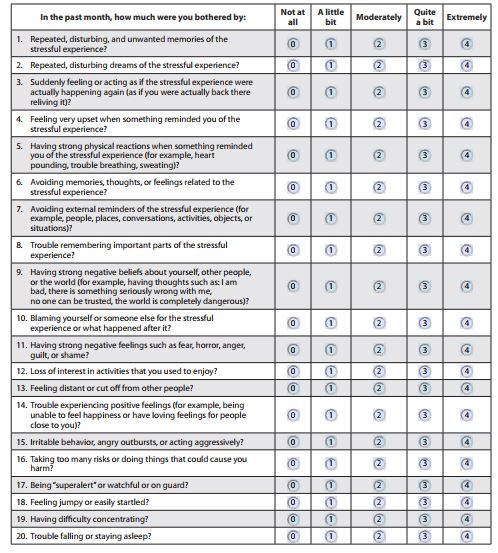 In the past month, how much were you bothered by: Not at all A little bit Moderately Quite a bit Extremely
1. Repeated, disturbing, and unwanted memories of the
stressful experience? 0 1 2 3 4
2. Repeated, disturbing dreams of the stressful experience? 0 1 2 3 4
3. Suddenly feeling or acting as if the stressful experience were
actually happening again (as if you were actually back there
reliving it)? 0 1 2 3 4
4. Feeling very upset when something reminded you of the
stressful experience? 0 1 2 3 4
5. Having strong physical reactions when something reminded
you of the stressful experience (for example, heart
pounding, trouble breathing, sweating)? 0 1 2 3 4
6. Avoiding memories, thoughts, or feelings related to the
stressful experience? 0 1 2 3 4
7. Avoiding external reminders of the stressful experience (for
example, people, places, conversations, activities, objects, or
situations)? 0 1 2 3 4
8. Trouble remembering important parts of the stressful
experience? 0 1 2 3 4
9. Having strong negative beliefs about yourself, other people,
or the world (for example, having thoughts such as: I am
bad, there is something seriously wrong with me,
no one can be trusted, the world is completely dangerous)? 0 1 2 3 4
10. Blaming yourself or someone else for the stressful
experience or what happened after it? 0 1 2 3 4
11. Having strong negative feelings such as fear, horror, anger,
guilt, or shame? 0 1 2 3 4
12. Loss of interest in activities that you used to enjoy? 0 1 2 3 4
13. Feeling distant or cut off from other people? 0 1 2 3 4
14. Trouble experiencing positive feelings (for example, being
unable to feel happiness or have loving feelings for people
close to you)? 0 1 2 3 4
15. Irritable behavior, angry outbursts, or acting aggressively? 0 1 2 3 4
16. Taking too many risks or doing things that could cause you
harm? 0 1 2 3 4
17. Being "superalert" or watchful or on guard? 0 1 2 3 4
18. Feeling jumpy or easily startled? 0 1 2 3 4
19. Having difficulty concentrating? 0 1 2 3 4
20. Trouble falling or staying asleep? 0 1 2 3 4